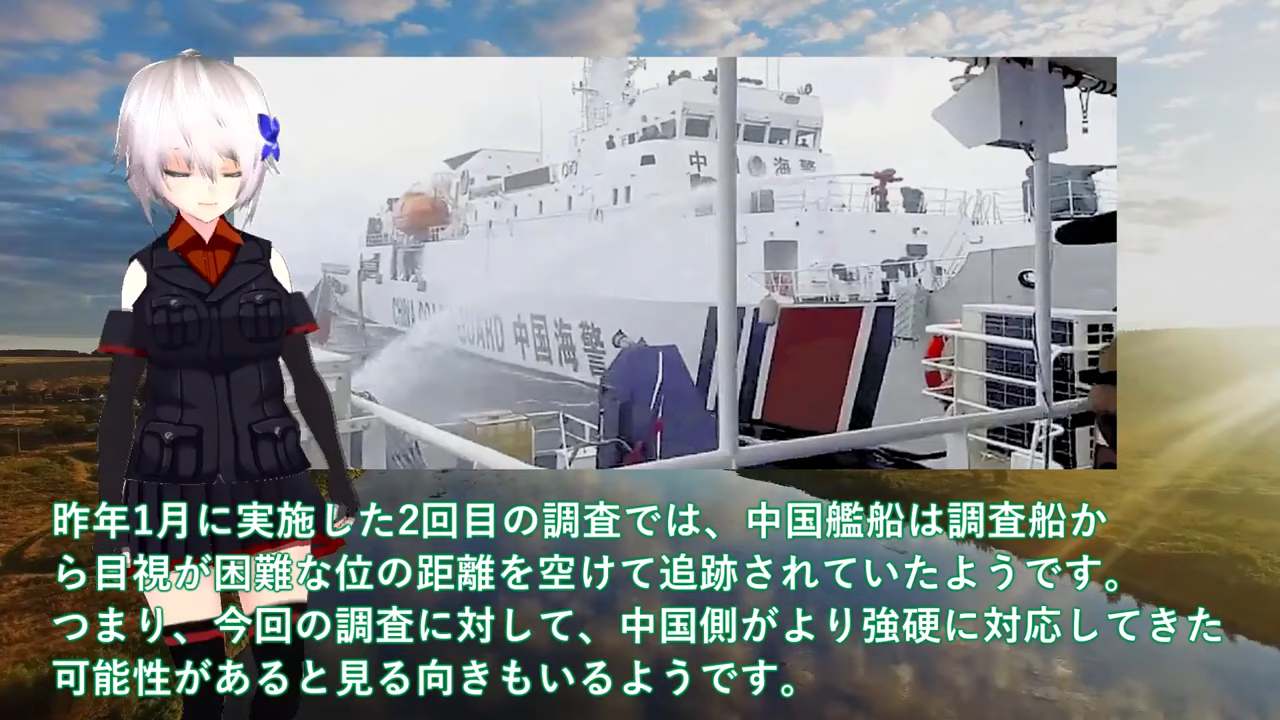 中国海警
CHINA COAST GUARD 中国海警
昨年1月に実施した2回目の調査では、中国艦船は調査船か
ら目視が困難な位の距離を空けて追跡されていたようです。
つまり、今回の調査に対して、中国側がより強硬に対応してきた
可能性があると見る向きもいるようです。